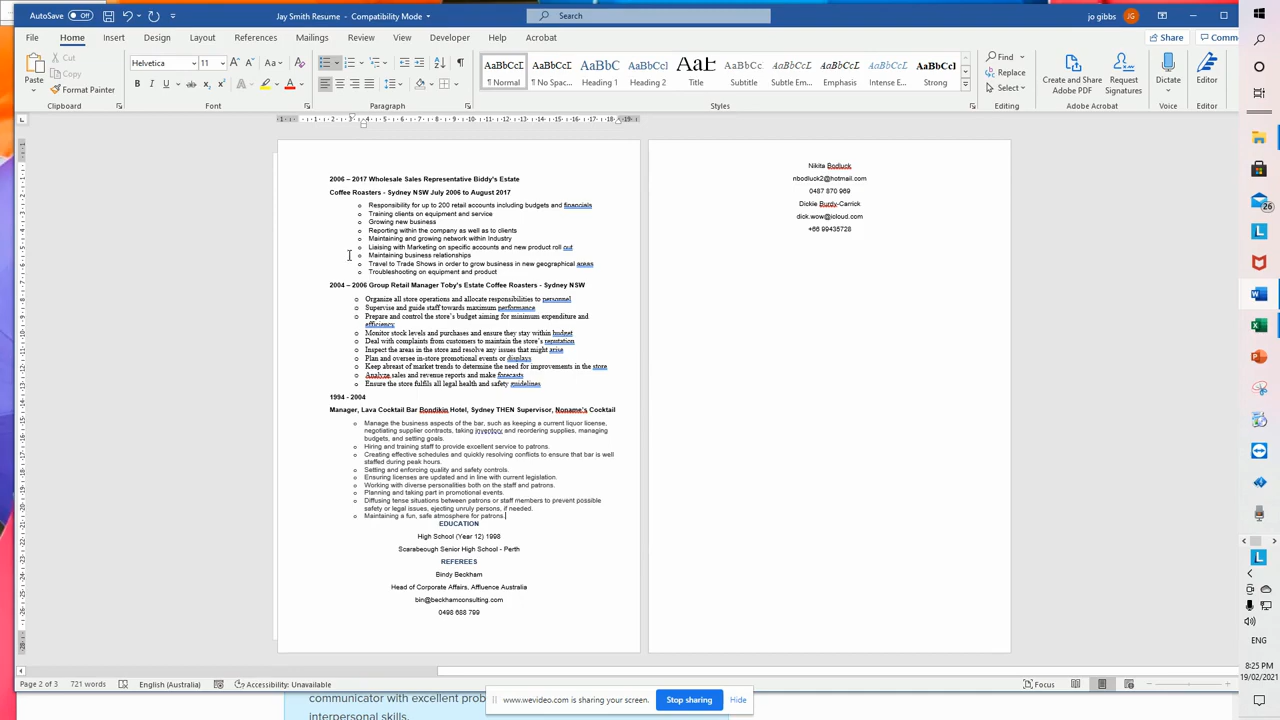 AutoSave Off
Jay Smith Resume - Compatibility Mode
Search
jo gibbs JG
File Home Insert Design Layout References Mailings Review View Developer Help Acrobat
Share Comme
Paste
Cut
Copy
Format Painter
Clipboard
Helvetica 11
Font
Paragraph
AaBbCcI AaBbCcI AaBbC AaBbCcI AaB AaBbCcD AaBbCcD AaBbCcD AaBbCcD AaBbCcI
¶ Normal ¶ No Spac... Heading 1 Heading 2 Title Subtitle Subtle Em... Emphasis Intense E... Strong
Styles
Find
Replace
Select
Editing
Create and Share Adobe PDF
Request Signatures
Adobe Acrobat
Dictate
Voice
Editor
Editor
2006 – 2017 Wholesale Sales Representative Biddy's Estate
Coffee Roasters - Sydney NSW July 2006 to August 2017
Responsibility for up to 200 retail accounts including budgets and financials
Training clients on equipment and service
Growing new business
Reporting within the company as well as to clients
Maintaining and growing network within Industry
Liasing with Marketing on specific accounts and new product roll out
Maintaining business relationships
Travel to Trade Shows in order to grow business in new geographical areas
Troubleshooting on equipment and product
2004 – 2006 Group Retail Manager Toby's Estate Coffee Roasters - Sydney NSW
Organize all store operations and allocate responsibilities to personnel
Supervise and guide staff towards maximum performance
Prepare and control the store's budget aiming for minimum expenditure and
efficiency
Monitor stock levels and purchases and ensure they stay within budget
Deal with complaints from customers to maintain the store's reputation
Inspect the areas in the store and resolve any issues that might arise
Plan and oversee in-store promotional events or displays
Keep abreast of market trends to determine the need for improvements in the store
Analyze sales and revenue reports and make forecasts
Ensure the store fulfils all legal health and safety guidelines
1994 - 2004
Manager, Lava Cocktail Bar Bondikin Hotel, Sydney THEN Supervisor, Noname's Cocktail
Manage the business aspects of the bar, such as keeping a current liquor license,
negotiating supplier contracts, taking inventory and reordering supplies, managing
budgets, and setting goals.
Hiring and training staff to provide excellent service to patrons.
Creating effective schedules and quickly resolving conflicts to ensure that bar is well
staffed during peak hours.
Setting and enforcing quality and safety controls.
Ensuring licenses are updated and in line with current legislation.
Working with diverse personalities both on the staff and patrons.
Planning and taking part in promotional events.
Diffusing tense situations between patrons or staff members to prevent possible
safety or legal issues, ejecting unruly persons, if needed.
Maintaining a fun, safe atmosphere for patrons.
EDUCATION
High School (Year 12) 1998
Scarabeough Senior High School - Perth
REFEREES
Bindy Beckham
Head of Corporate Affairs, Affluence Australia
bin@beckhamconsulting.com
0498 688 799
Nikita Bodluck
nbodluck2@hotmail.com
0487 870 969
Dickie Burdy-Carrick
dick.wow@icloud.com
+66 99435728
Page 2 of 3 721 words English (Australia) Accessibility: Unavailable
Focus
communicator with excellent prob
interpersonal skills.
www.wevideo.com is sharing your screen. Stop sharing Hide
26
ENG
8:25 PM
19/02/2021